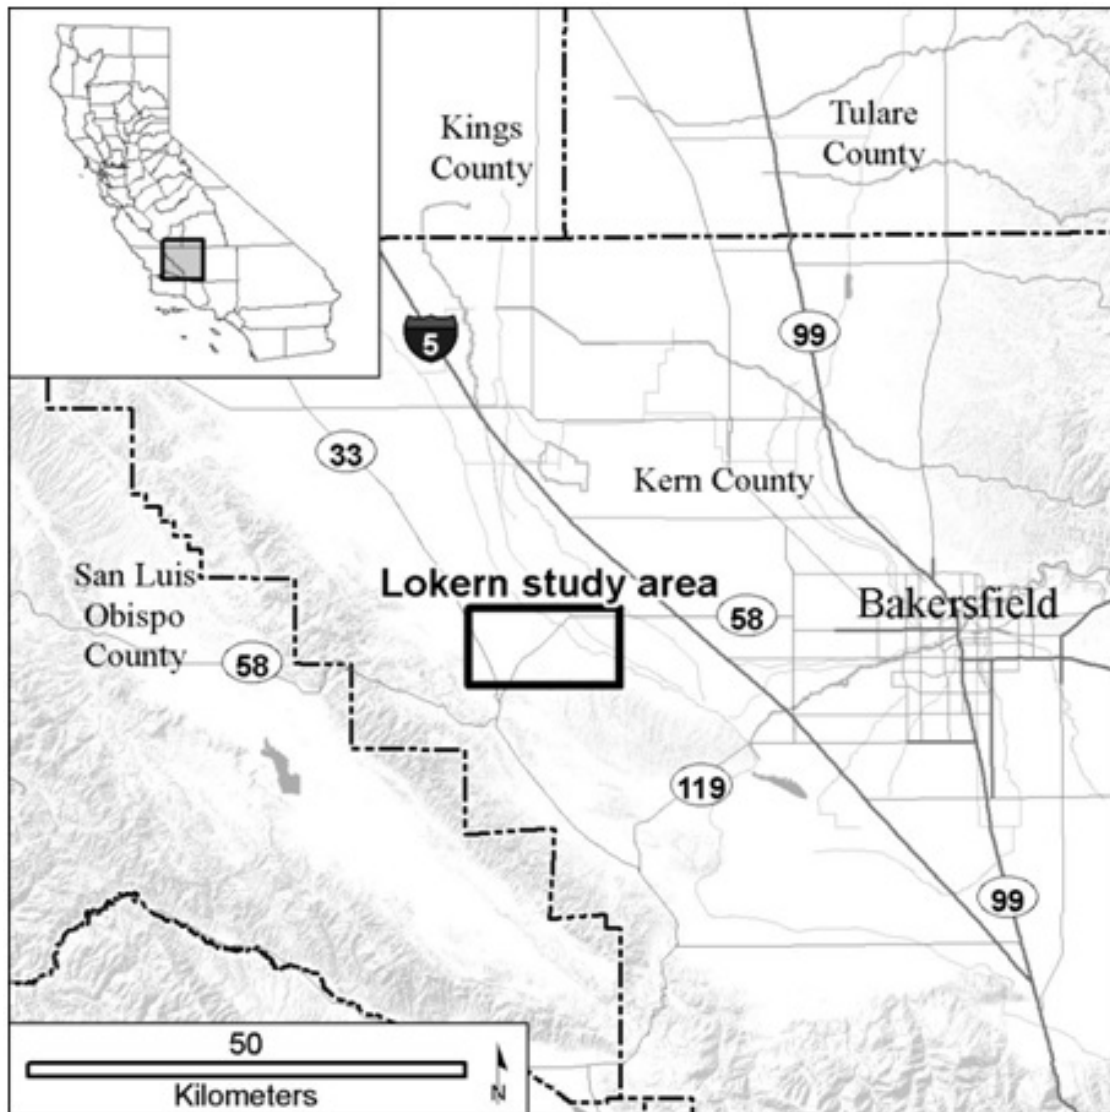 Kings
County
Tulare
County
5
99
33
Kern County
San Luis
Obispo
County
Lokern study area
58
Bakersfield
58
119
99
50
Kilometers
N